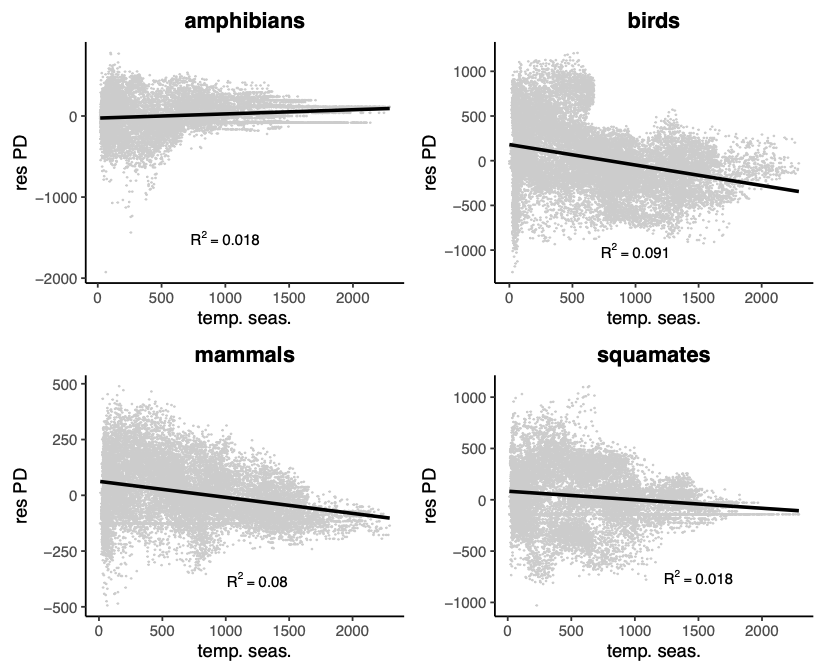 amphibians
res PD
0
−1000
−2000
R² = 0.018
0 500 1000 1500 2000
temp. seas.
birds
res PD
1000
500
0
−500
−1000
R² = 0.091
0 500 1000 1500 2000
temp. seas.
mammals
res PD
500
250
0
−250
−500
R² = 0.08
0 500 1000 1500 2000
temp. seas.
squamates
res PD
1000
500
0
−500
−1000
R² = 0.018
0 500 1000 1500 2000
temp. seas.